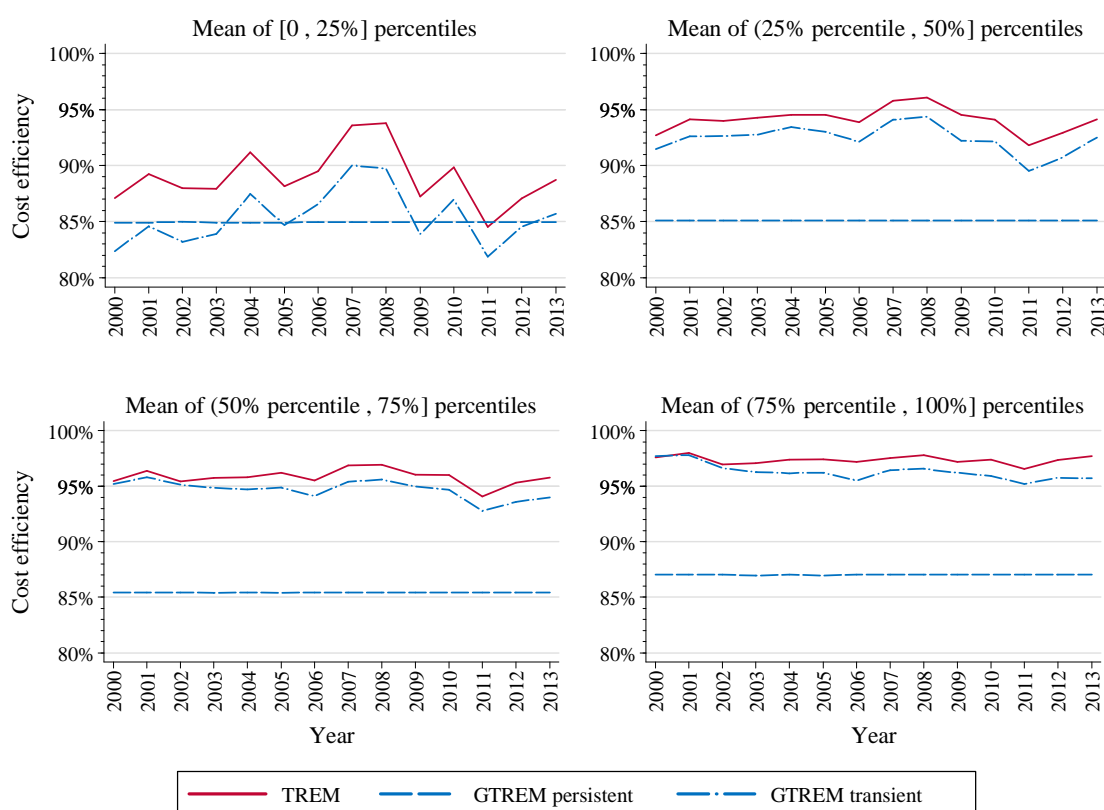 Mean of [0 , 25%] percentiles
Mean of (25% percentile , 50%] percentiles
Cost efficiency
100%
95%
90%
85%
80%
2000 2001 2002 2003 2004 2005 2006 2007 2008 2009 2010 2011 2012 2013
100%
95%
90%
85%
80%
2000 2001 2002 2003 2004 2005 2006 2007 2008 2009 2010 2011 2012 2013
Mean of (50% percentile , 75%] percentiles
Mean of (75% percentile , 100%] percentiles
Cost efficiency
100%
95%
90%
85%
80%
2000 2001 2002 2003 2004 2005 2006 2007 2008 2009 2010 2011 2012 2013
Year
100%
95%
90%
85%
80%
2000 2001 2002 2003 2004 2005 2006 2007 2008 2009 2010 2011 2012 2013
Year
TREM GTREM persistent GTREM transient